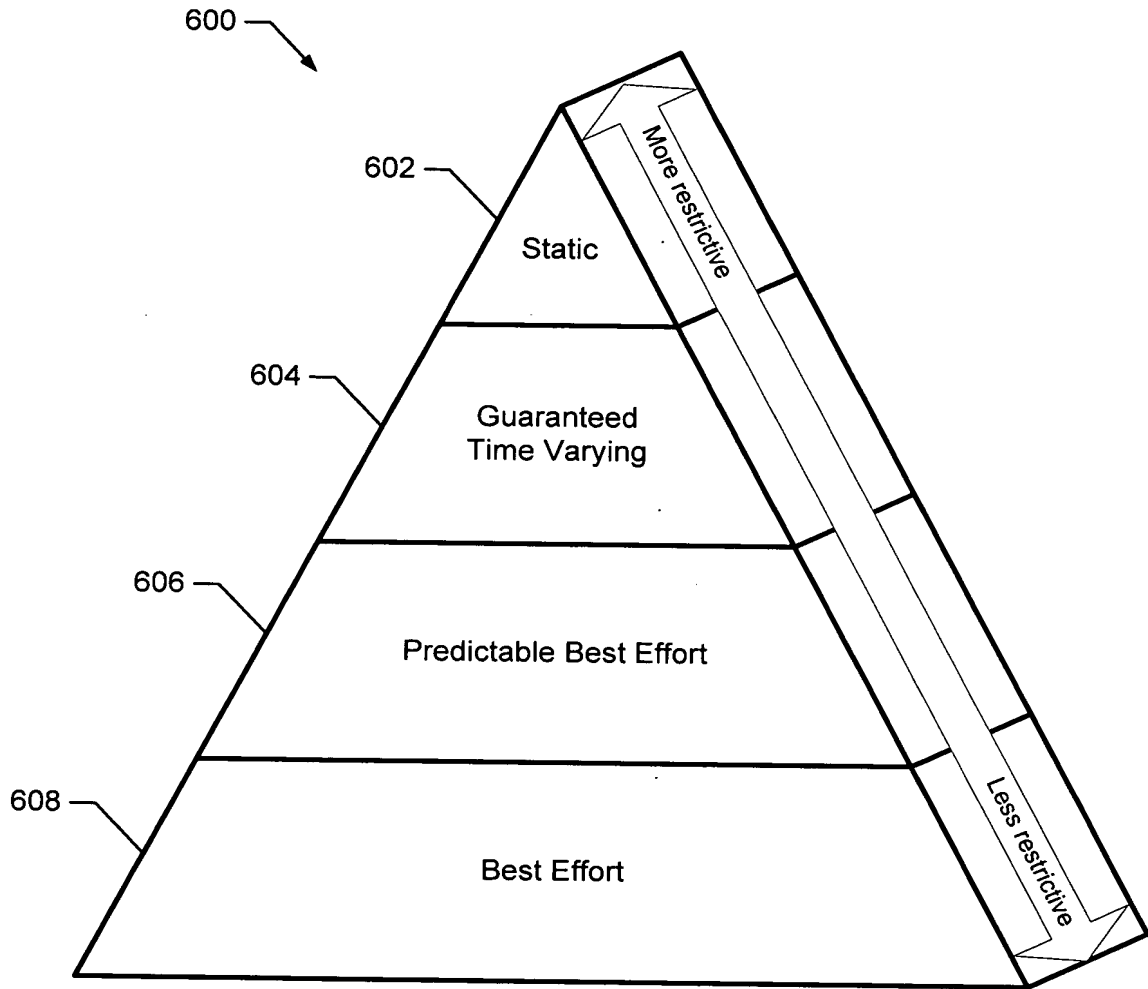 600
602
More restrictive
Static
604
Guaranteed
Time Varying
606
Predictable Best Effort
608
Less restrictive
Best Effort